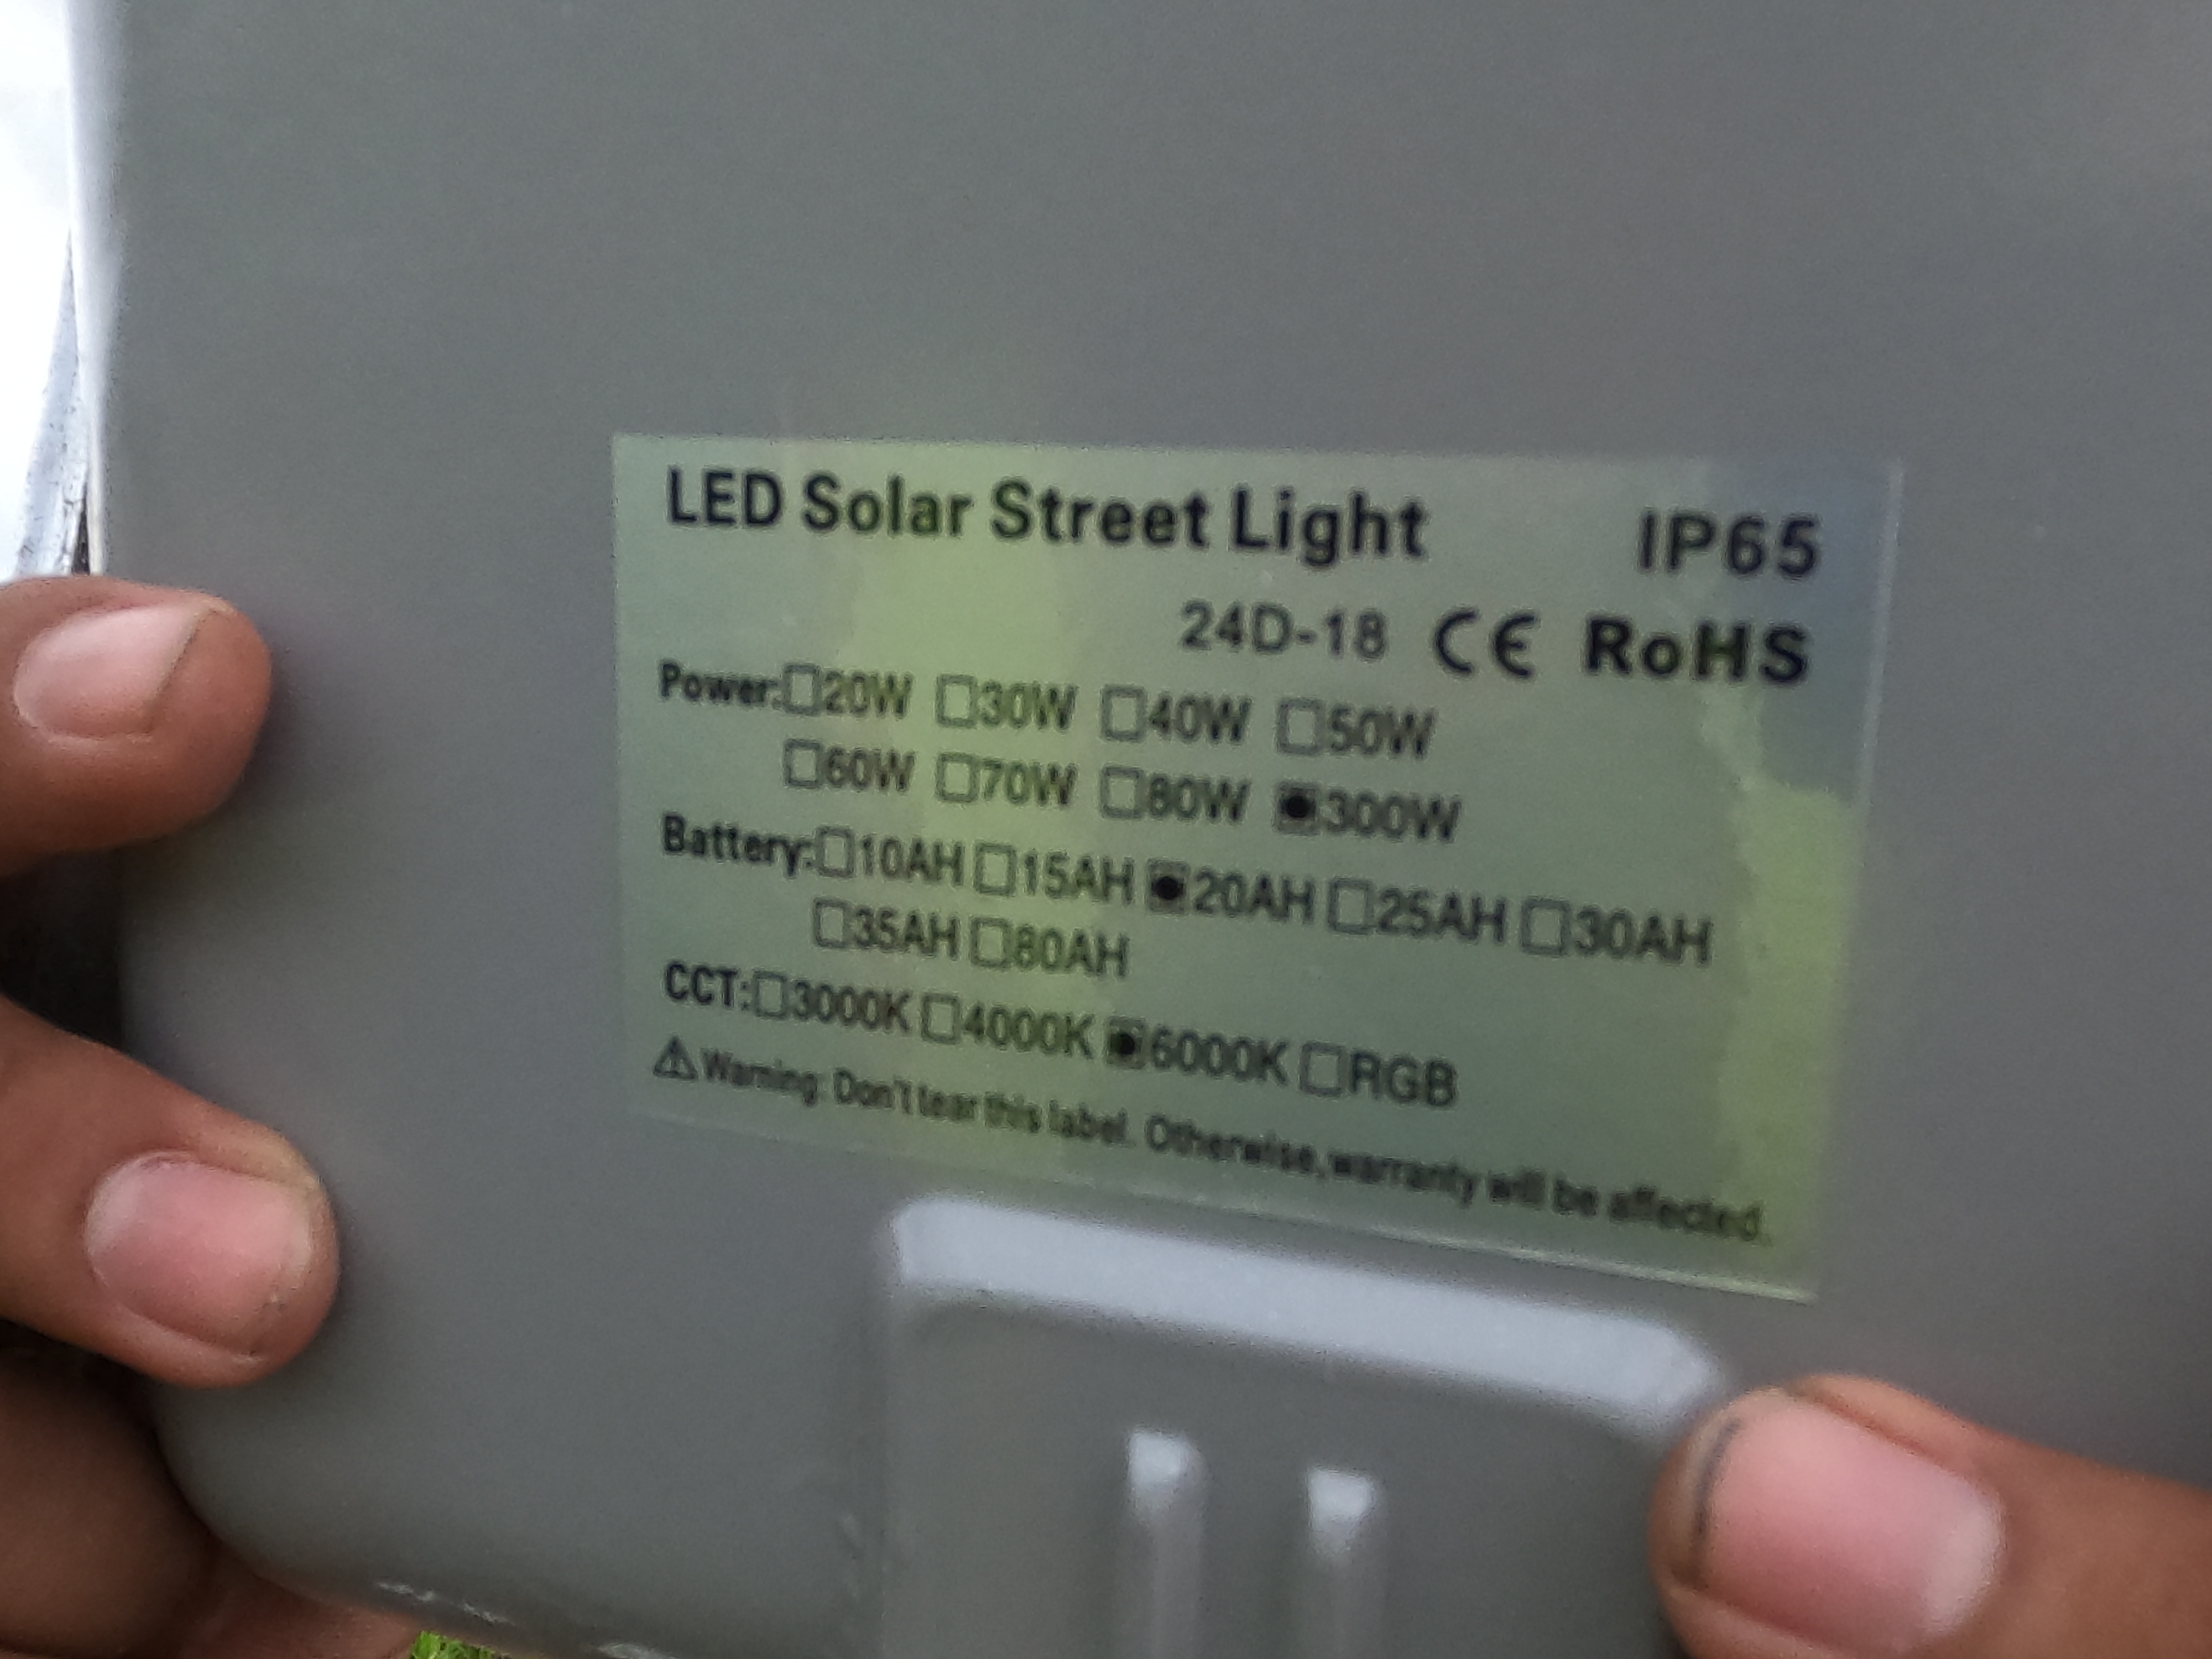 LED Solar Street Light IP65
24D-18 CE RoHS
Power:□20W □30W □40W □50W
□60W □70W □80W ▣300W
Battery:□10AH □15AH ▣20AH □25AH □30AH
□35AH □80AH
CCT:□3000K □4000K ▣6000K □RGB
⚠Warning: Don't tear this label. Otherwise,warranty will be affected.